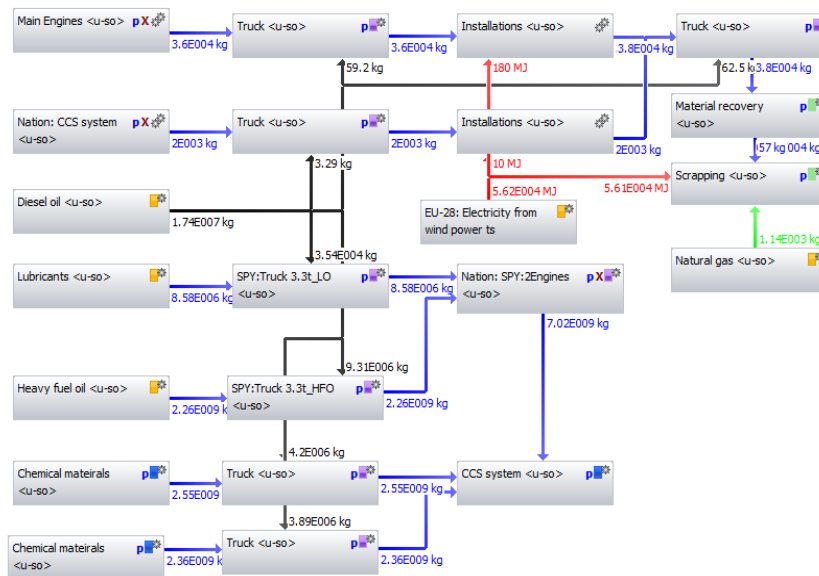 Main Engines <u-so> pX
Truck <u-so> p
Installations <u-so>
Truck <u-so> p
3.6E004 kg
3.6E004 kg
3.8E004 kg
59.2 kg
180 MJ
62.5 kg
3.8E004 kg
Nation: CCS system pX
<u-so>
Truck <u-so> p
Installations <u-so>
Material recovery p
<u-so>
2E003 kg
2E003 kg
2E003 kg
57 kg 004 kg
3.29 kg
10 MJ
Scrapping <u-so> p
Diesel oil <u-so>
1.74E007 kg
5.62E004 MJ
5.61E004 MJ
EU-28: Electricity from
wind power ts
1.14E003 kg
3.54E004 kg
Natural gas <u-so>
Lubricants <u-so>
SPY:Truck 3.3t_LO p
<u-so>
Nation: SPY:2Engines pX
<u-so>
8.58E006 kg
8.58E006 kg
7.02E009 kg
9.31E006 kg
Heavy fuel oil <u-so>
SPY:Truck 3.3t_HFO p
<u-so>
2.26E009 k
2.26E009 kg
4.2E006 kg
Chemical mateirals p
<u-so>
Truck <u-so> p
CCS system <u-so> p
2.55E009
2.55E009 kg
3.89E006 kg
Chemical mateirals p
<u-so>
Truck <u-so> p
2.36E009 k
2.36E009 kg